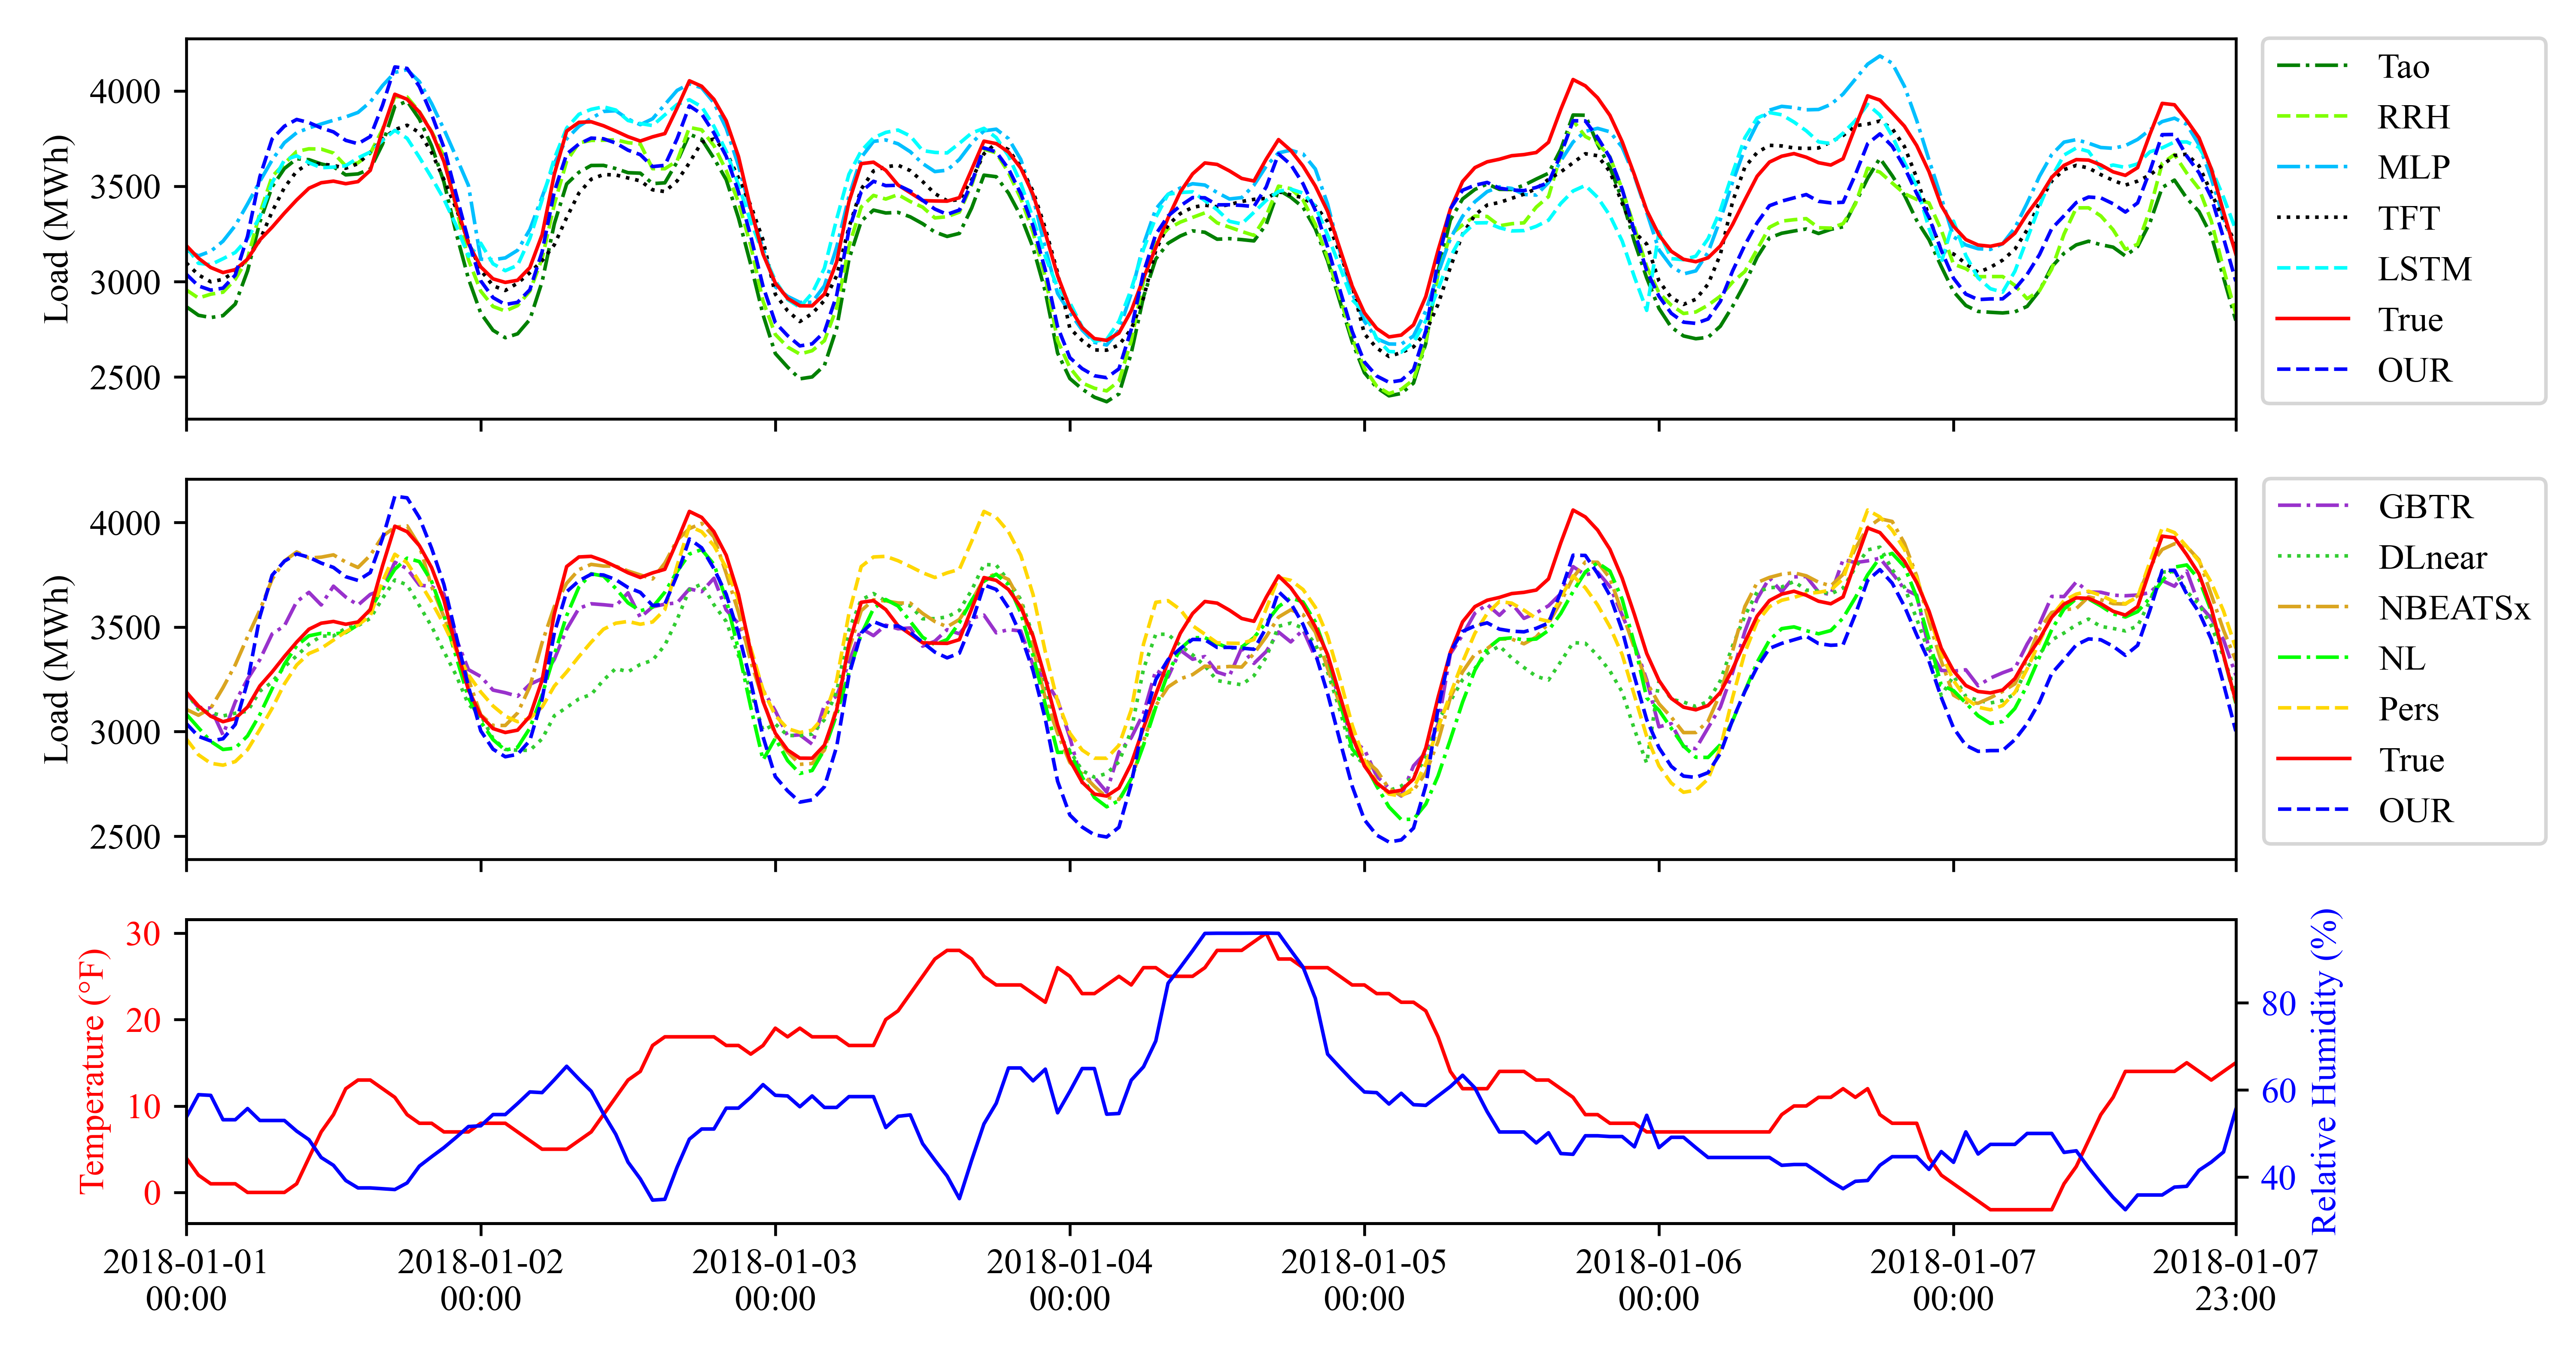 Load (MWh)
4000
3500
3000
2500
Tao
RRH
MLP
TFT
LSTM
True
OUR
Load (MWh)
4000
3500
3000
2500
GBTR
DLnear
NBEATSx
NL
Pers
True
OUR
Temperature (°F)
30
20
10
0
80
60
40
Relative Humidity (%)
2018-01-01
00:00
2018-01-02
00:00
2018-01-03
00:00
2018-01-04
00:00
2018-01-05
00:00
2018-01-06
00:00
2018-01-07
00:00
2018-01-07
23:00